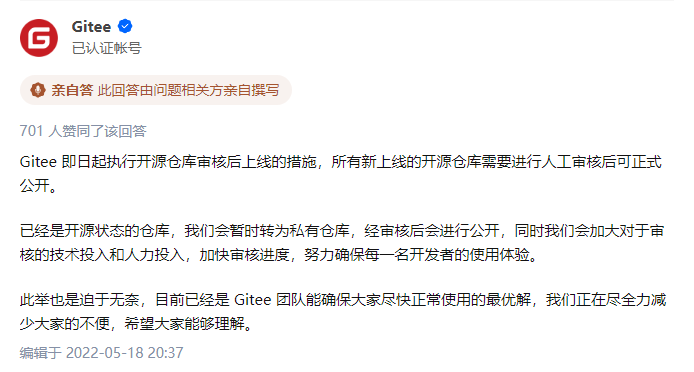 Gitee
已认证帐号
亲自答 此回答由问题相关方亲自撰写
701 人赞同了该回答
Gitee 即日起执行开源仓库审核后上线的措施，所有新上线的开源仓库需要进行人工审核后可正式
公开。
已经是开源状态的仓库，我们会暂时转为私有仓库，经审核后会进行公开，同时我们会加大对于审
核的技术投入和人力投入，加快审核进度，努力确保每一名开发者的使用体验。
此举也是迫于无奈，目前已经是 Gitee 团队能确保大家尽快正常使用的最优解，我们正在尽全力减
少大家的不便，希望大家能够理解。
编辑于 2022-05-18 20:37